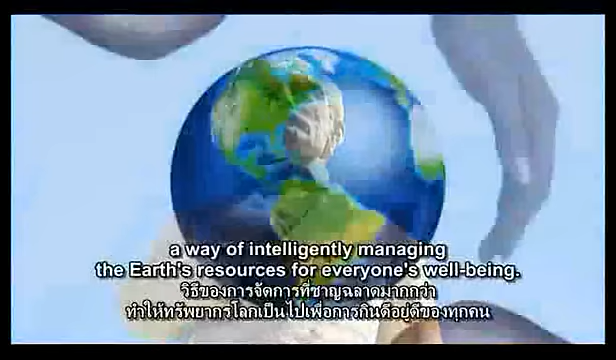 a way of intelligently managing
the Earth's resources for everyone's well-being.
วิธีของการจัดการที่ชาญฉลาดมากกว่า
ทำให้ทรัพยากรโลกเป็นไปเพื่อการกินดีอยู่ดีของทุกคน